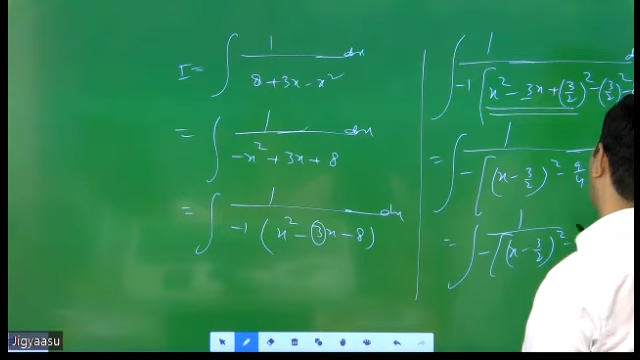 I = ∫ 1/(8 + 3x - x²) dx
= ∫ 1/(-x² + 3x + 8) dx
= ∫ 1/(-1 (x² - 3x - 8)) dx
∫ 1/(-1 [x² - 3x + (3/2)² - (3/2)² -
= ∫ 1/(- [(x - 3/2)² - 9/4
= ∫ 1/(- [(x - 3/2)² -
Jigyaasu